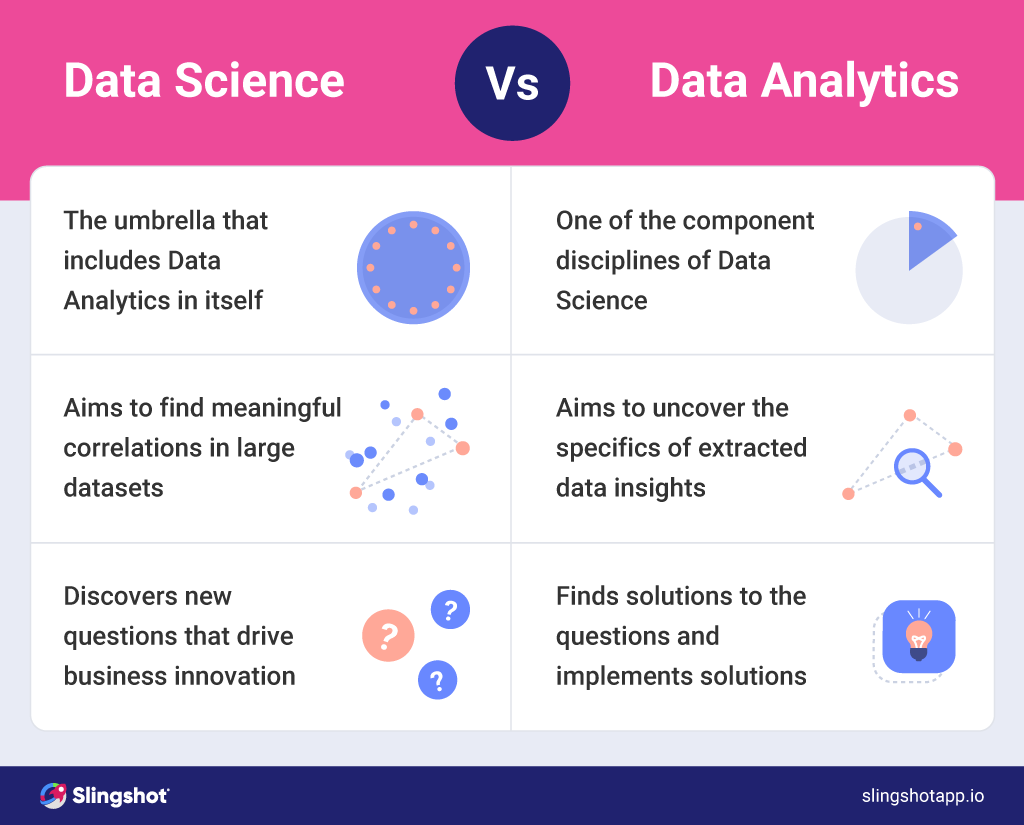 Data Science
Vs
Data Analytics
The umbrella that
includes Data
Analytics in itself
One of the component
disciplines of Data
Science
Aims to find meaningful
correlations in large
datasets
Aims to uncover the
specifics of extracted
data insights
Discovers new
questions that drive
business innovation
?
?
?
Finds solutions to the
questions and
implements solutions
Slingshot
slingshotapp.io